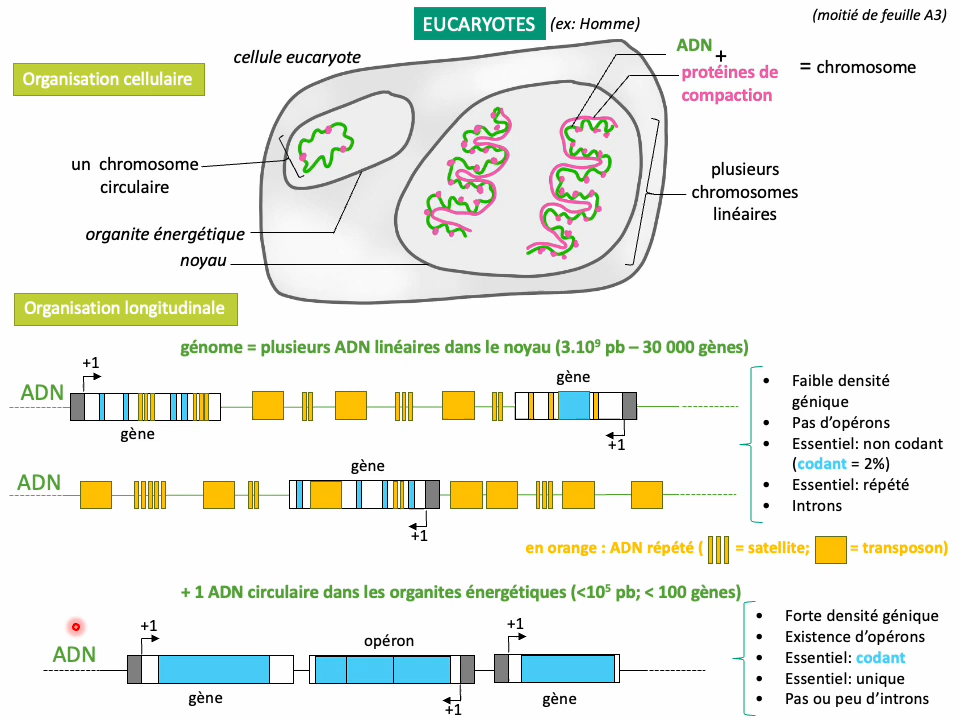 EUCARYOTES (ex: Homme)
(moitié de feuille A3)
Organisation cellulaire
cellule eucaryote
ADN
+
protéines de
compaction
= chromosome
un chromosome
circulaire
plusieurs
chromosomes
linéaires
organite énergétique
noyau
Organisation longitudinale
génome = plusieurs ADN linéaires dans le noyau (3.10⁹ pb – 30 000 gènes)
+1
ADN
gène
gène
+1
ADN
gène
+1
• Faible densité
génique
• Pas d’opérons
• Essentiel: non codant
(codant = 2%)
• Essentiel: répété
• Introns
en orange : ADN répété ( = satellite; = transposon)
+ 1 ADN circulaire dans les organites énergétiques (<10⁵ pb; < 100 gènes)
ADN
+1
gène
opéron
+1
+1
gène
• Forte densité génique
• Existence d’opérons
• Essentiel: codant
• Essentiel: unique
• Pas ou peu d’introns